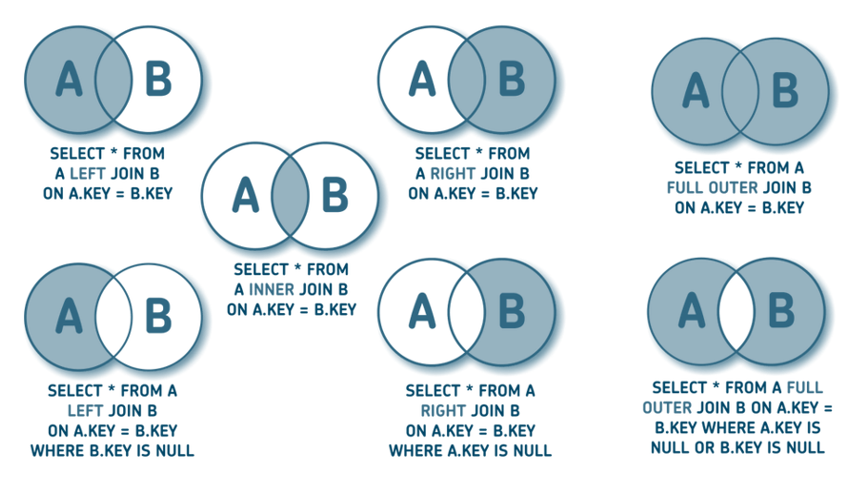 A B
SELECT * FROM
A LEFT JOIN B
ON A.KEY = B.KEY
A B
SELECT * FROM
A RIGHT JOIN B
ON A.KEY = B.KEY
A B
SELECT * FROM A
FULL OUTER JOIN B
ON A.KEY = B.KEY
A B
SELECT * FROM
A INNER JOIN B
ON A.KEY = B.KEY
A B
SELECT * FROM A
LEFT JOIN B
ON A.KEY = B.KEY
WHERE B.KEY IS NULL
A B
SELECT * FROM A
RIGHT JOIN B
ON A.KEY = B.KEY
WHERE A.KEY IS NULL
A B
SELECT * FROM A FULL
OUTER JOIN B ON A.KEY =
B.KEY WHERE A.KEY IS
NULL OR B.KEY IS NULL